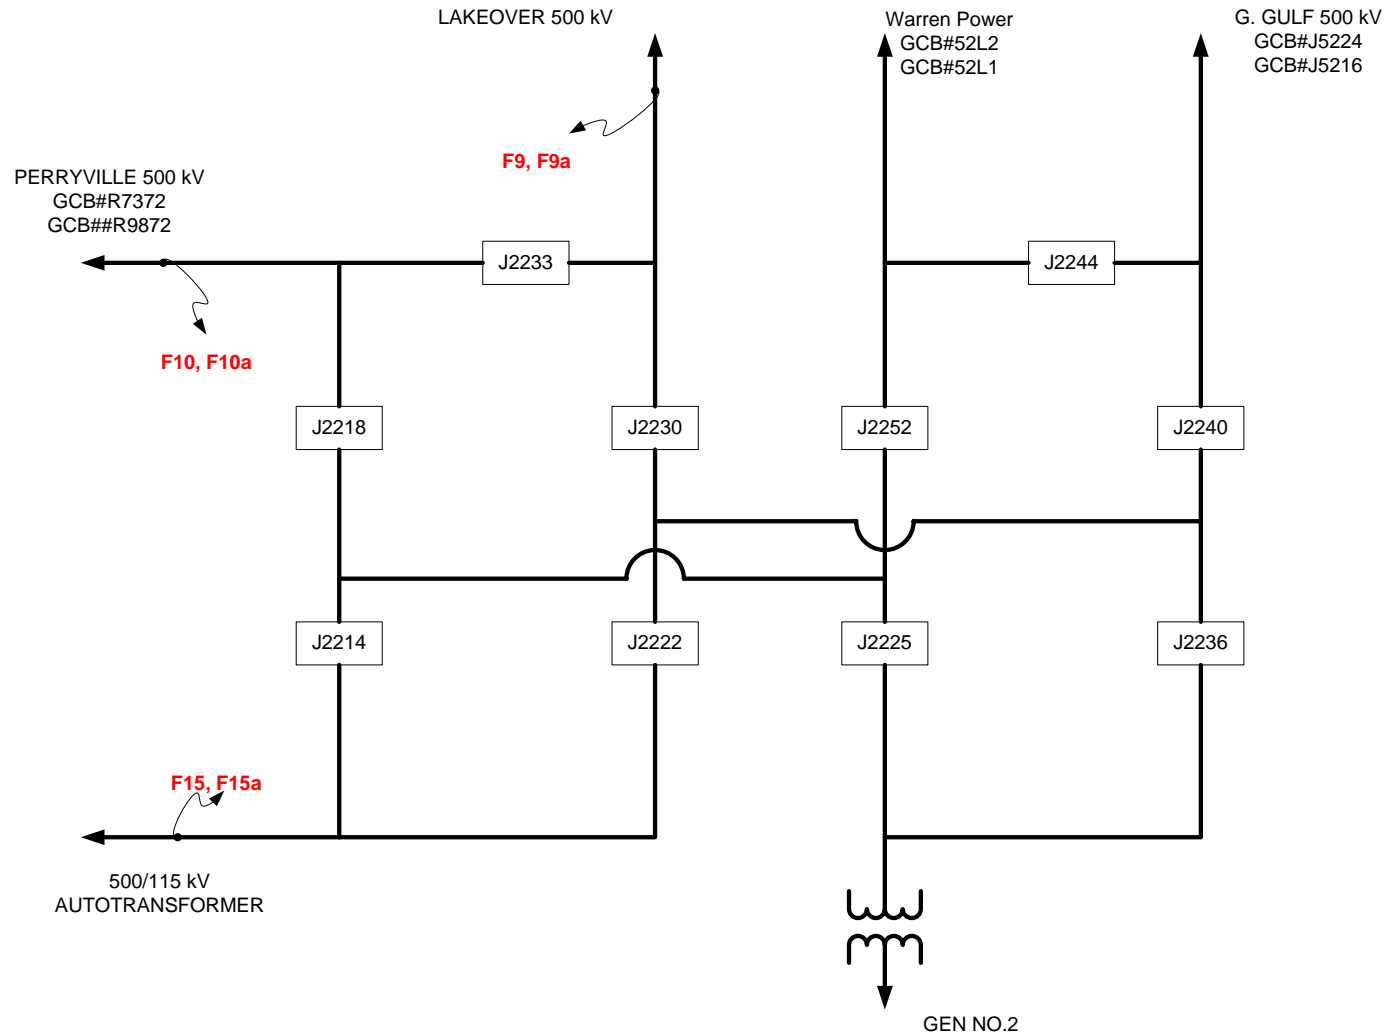 LAKEOVER 500 kV
Warren Power
GCB#52L2
GCB#52L1
G. GULF 500 kV
GCB#J5224
GCB#J5216
F9, F9a
PERRYVILLE 500 kV
GCB#R7372
GCB##R9872
J2233
J2244
F10, F10a
J2218
J2230
J2252
J2240
J2214
J2222
J2225
J2236
F15, F15a
500/115 kV
AUTOTRANSFORMER
GEN NO.2